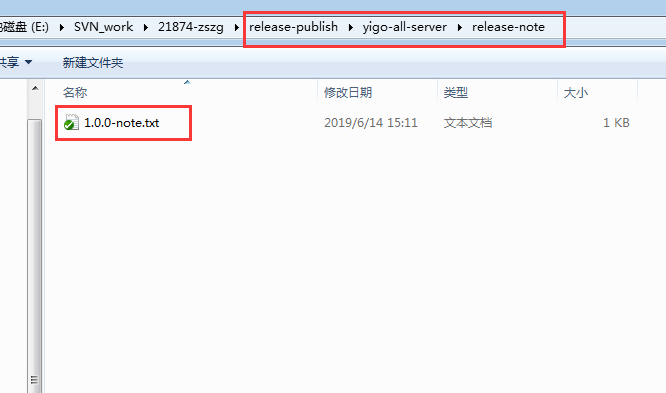 磁盘 (E:) SVN_work 21874-zszg release-publish yigo-all-server release-note
共享 新建文件夹
名称 修改日期 类型 大小
1.0.0-note.txt 2019/6/14 15:11 文本文档 1 KB